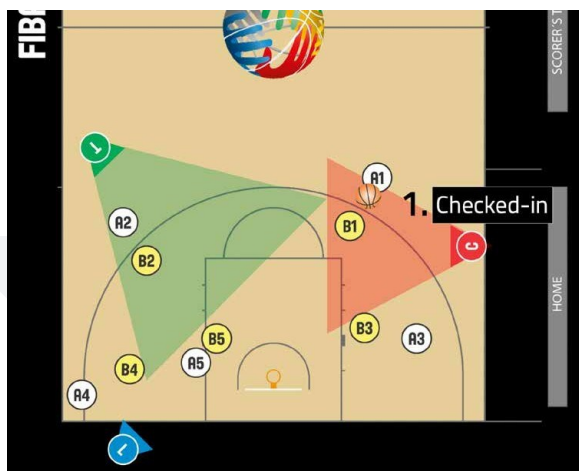 FIB
SCORER'S T
T
A1
1. Checked-in
A2
B1
C
B2
HOME
B3
B5
A3
A5
B4
A4
L